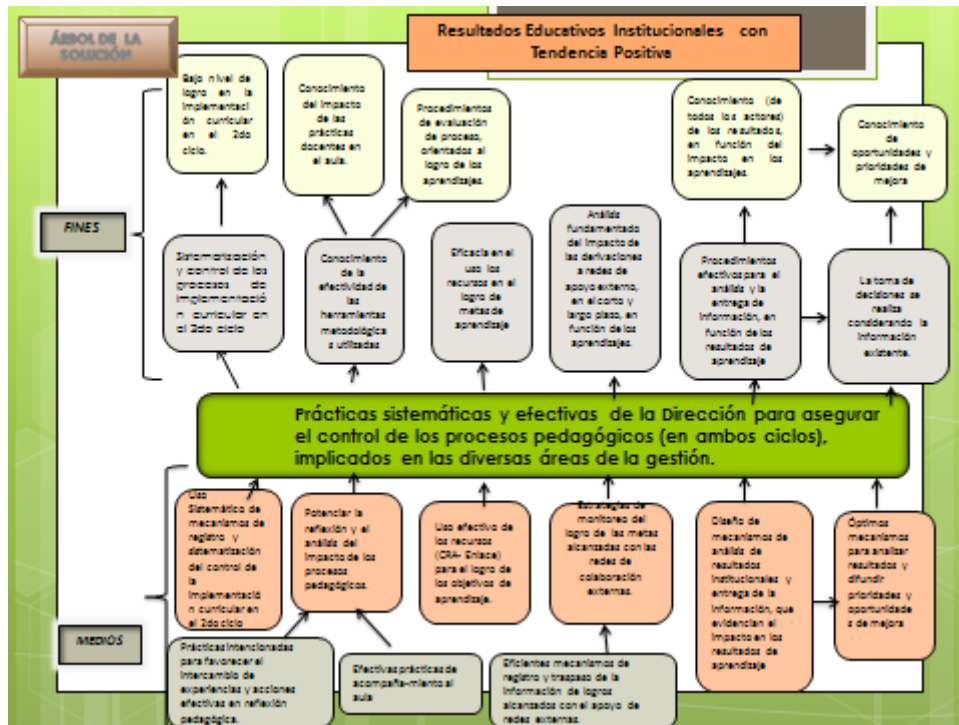 ÁRBOL DE LA
SOLUCIÓN
Resultados Educativos Institucionales con
Tendencia Positiva
Bajo nivel de
logro en la
implementaci
ón curricular
en el 2do
ciclo.
Conocimiento
del impacto
de las
prácticas
docentes en
el aula.
Procedimientos
de evaluación
de proceso,
orientados al
logro de los
aprendizajes.
Conocimiento (de
todos los actores)
de los resultados,
en función del
impacto en los
aprendizajes.
Conocimiento
de
oportunidades y
prioridades de
mejora
FINES
Sistematización
y control de los
procesos de
implementació
n curricular en
el 2do ciclo
Conocimiento
de la
efectividad de
las
herramientas
metodológica
s utilizadas
Eficacia en el
uso los
recursos en el
logro de
metas de
aprendizaje
Análisis
fundamentado
del impacto de
las derivaciones
a redes de
apoyo externo,
en el corto y
largo plazo, en
función de los
aprendizajes.
Procedimientos
efectivos para el
análisis y la
entrega de
información, en
función de los
resultados de
aprendizaje
La toma de
decisiones se
realiza
considerando la
información
existente.
Prácticas sistemáticas y efectivas de la Dirección para asegurar
el control de los procesos pedagógicos (en ambos ciclos),
implicados en las diversas áreas de la gestión.
Uso
Sistemático de
mecanismos de
registro y
sistematización
del control de
la
implementació
n curricular en
el 2do ciclo
Potenciar la
reflexión y el
análisis del
impacto de los
procesos
pedagógicos.
Uso efectivo de
los recursos
(CRA- Enlace)
para el logro de
los objetivos de
aprendizaje.
Estrategias de
monitoreo del
logro de las metas
alcanzadas con las
redes de
colaboración
externas.
Diseño de
mecanismos de
análisis de
resultados
institucionales y
entrega de la
información, que
evidencian el
impacto en los
resultados de
aprendizaje
Óptimos
mecanismos
para analizar
resultados y
difundir
prioridades y
oportunidade
s de mejora
MEDIOS
Prácticas intencionadas
para favorecer el
intercambio de
experiencias y acciones
efectivas en reflexión
pedagógica.
Efectivas prácticas de
acompaña-miento al
aula
Eficientes mecanismos de
registro y traspaso de la
información de logros
alcanzados con el apoyo de
redes externas.